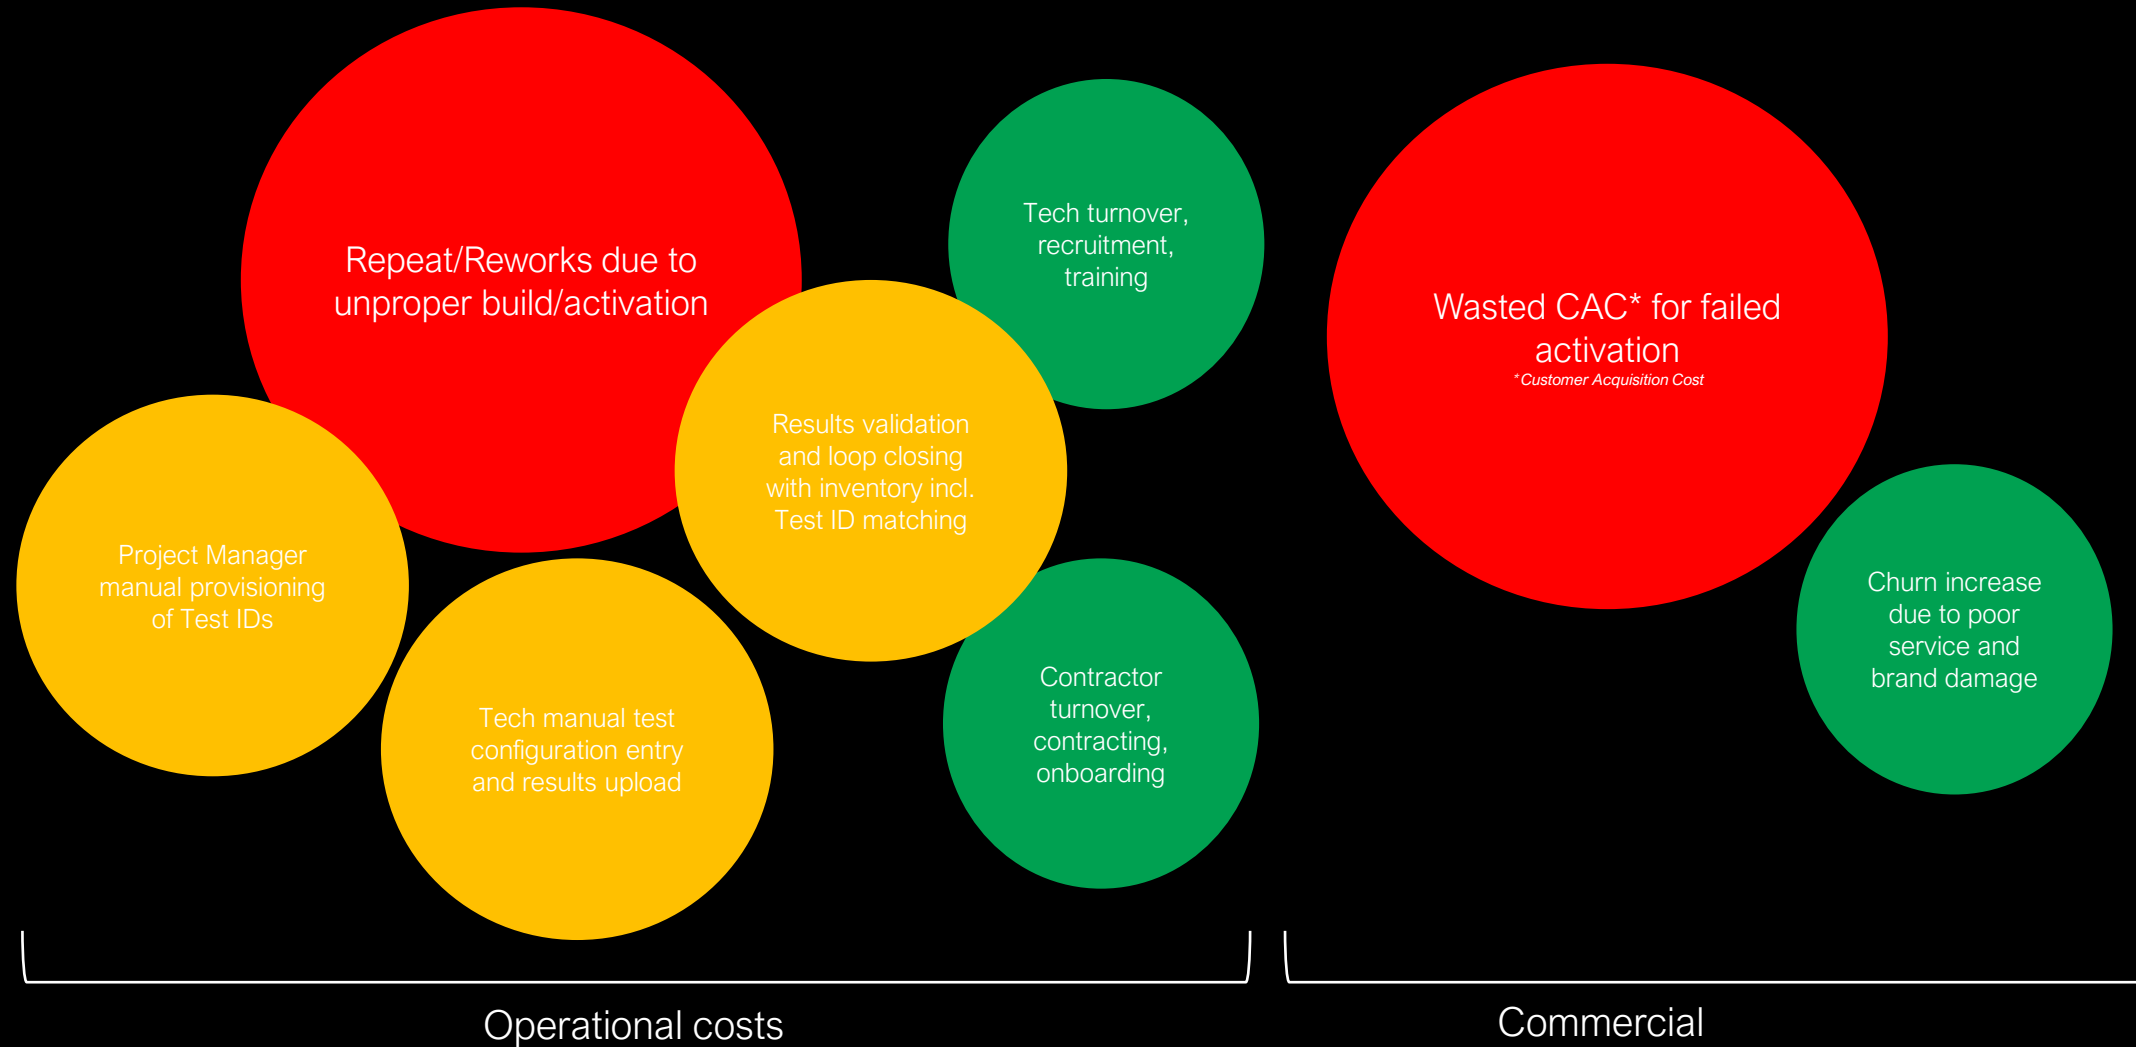 Repeat/Reworks due to
unproper build/activation
Tech turnover,
recruitment,
training
Results validation
and loop closing
with inventory incl.
Test ID matching
Project Manager
manual provisioning
of Test IDs
Tech manual test
configuration entry
and results upload
Contractor
turnover,
contracting,
onboarding
Operational costs
Wasted CAC* for failed
activation
*Customer Acquisition Cost
Churn increase
due to poor
service and
brand damage
Commercial